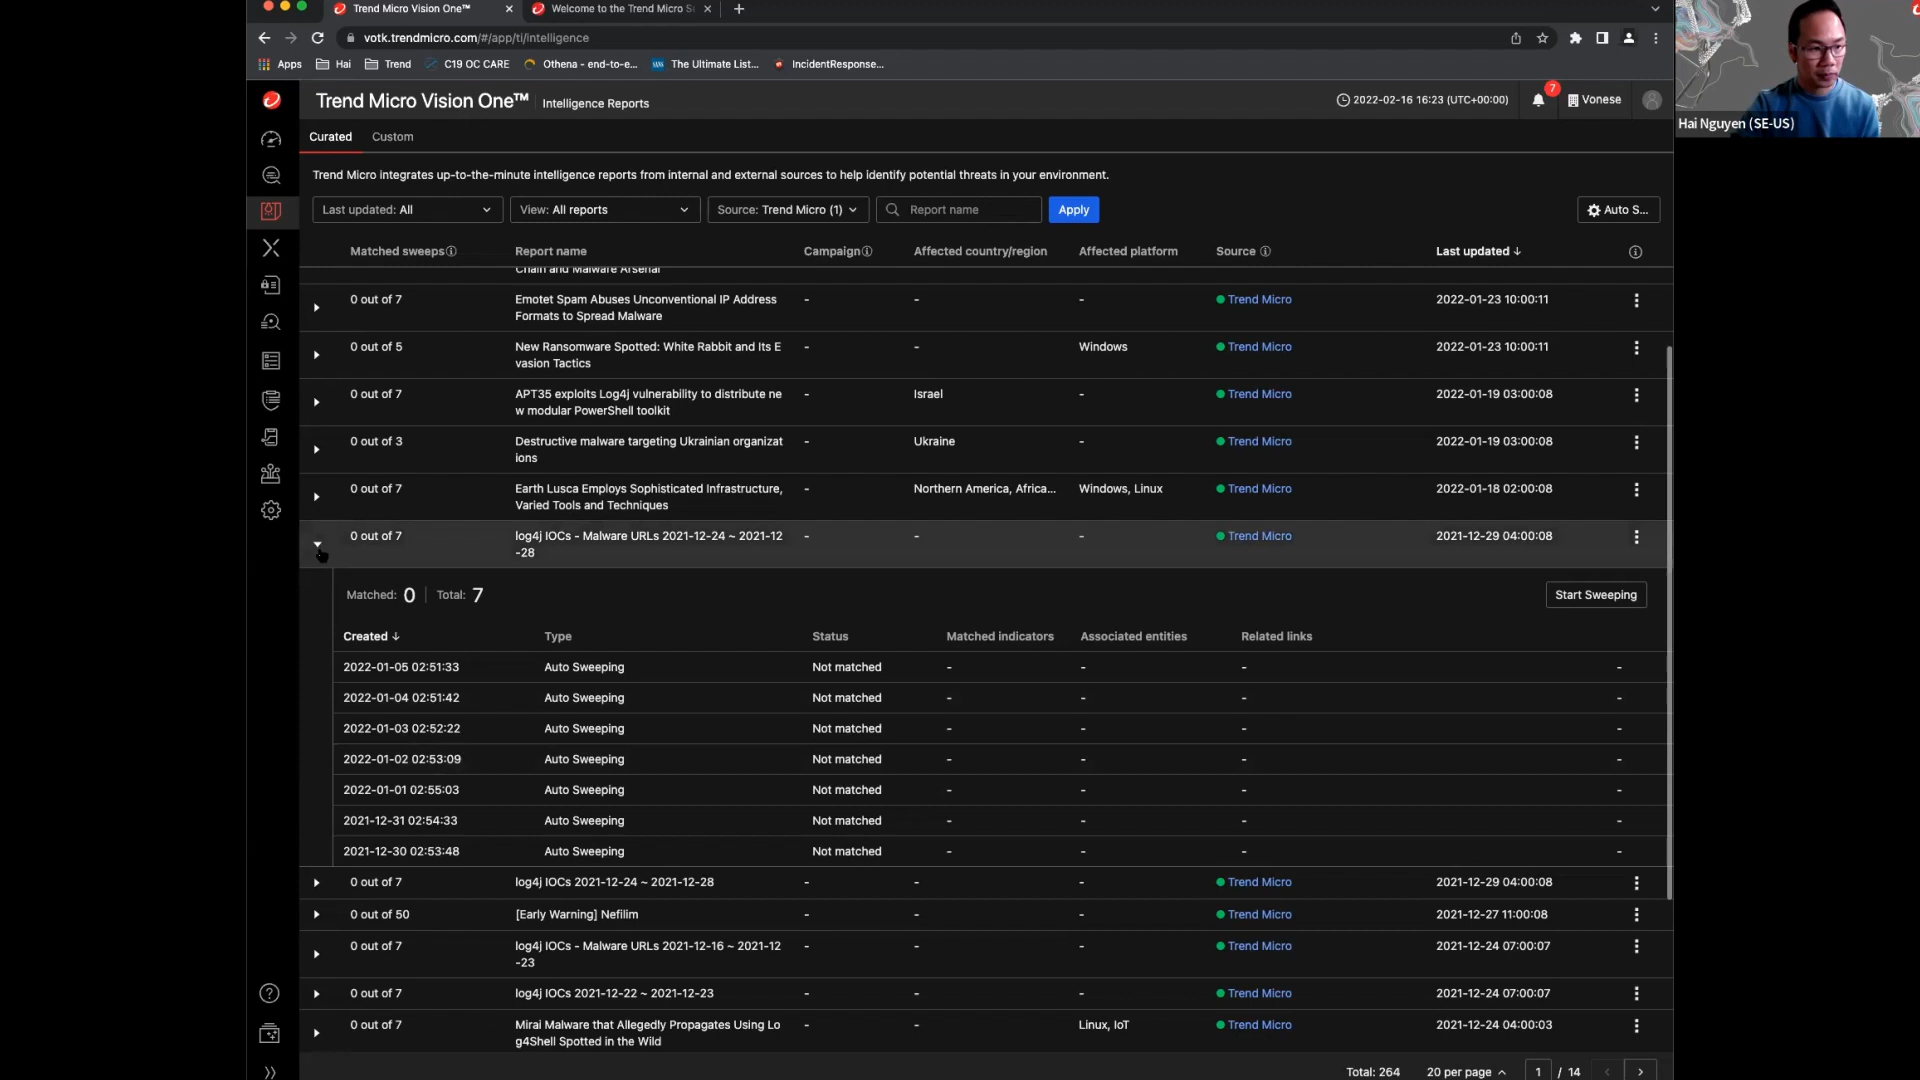 Trend Micro Vision One™
Welcome to the Trend Micro S
votk.trendmicro.com/#/app/ti/intelligence
Apps Hai Trend C19 OC CARE Othena - end-to-e... The Ultimate List... IncidentResponse...
Trend Micro Vision One™ Intelligence Reports 2022-02-16 16:23 (UTC+00:00) 7 Vonese
Hai Nguyen (SE-US)
Curated Custom
Trend Micro integrates up-to-the-minute intelligence reports from internal and external sources to help identify potential threats in your environment.
Last updated: All View: All reports Source: Trend Micro (1) Report name Apply Auto S...
Matched sweeps Report name Campaign Affected country/region Affected platform Source Last updated ↓
Chain and Malware Arsenal
0 out of 7 Emotet Spam Abuses Unconventional IP Address - - - Trend Micro 2022-01-23 10:00:11
Formats to Spread Malware
0 out of 5 New Ransomware Spotted: White Rabbit and Its E - - Windows Trend Micro 2022-01-23 10:00:11
vasion Tactics
0 out of 7 APT35 exploits Log4j vulnerability to distribute ne - Israel - Trend Micro 2022-01-19 03:00:08
w modular PowerShell toolkit
0 out of 3 Destructive malware targeting Ukrainian organizat - Ukraine - Trend Micro 2022-01-19 03:00:08
ions
0 out of 7 Earth Lusca Employs Sophisticated Infrastructure, - Northern America, Africa... Windows, Linux Trend Micro 2022-01-18 02:00:08
Varied Tools and Techniques
0 out of 7 log4j IOCs - Malware URLs 2021-12-24 ~ 2021-12 - - - Trend Micro 2021-12-29 04:00:08
-28
Matched: 0 | Total: 7 Start Sweeping
Created ↓ Type Status Matched indicators Associated entities Related links
2022-01-05 02:51:33 Auto Sweeping Not matched - - - -
2022-01-04 02:51:42 Auto Sweeping Not matched - - - -
2022-01-03 02:52:22 Auto Sweeping Not matched - - - -
2022-01-02 02:53:09 Auto Sweeping Not matched - - - -
2022-01-01 02:55:03 Auto Sweeping Not matched - - - -
2021-12-31 02:54:33 Auto Sweeping Not matched - - - -
2021-12-30 02:53:48 Auto Sweeping Not matched - - - -
0 out of 7 log4j IOCs 2021-12-24 ~ 2021-12-28 - - - Trend Micro 2021-12-29 04:00:08
0 out of 50 [Early Warning] Nefilim - - - Trend Micro 2021-12-27 11:00:08
0 out of 7 log4j IOCs - Malware URLs 2021-12-16 ~ 2021-12 - - - Trend Micro 2021-12-24 07:00:07
-23
0 out of 7 log4j IOCs 2021-12-22 ~ 2021-12-23 - - - Trend Micro 2021-12-24 07:00:07
0 out of 7 Mirai Malware that Allegedly Propagates Using Lo - - Linux, IoT Trend Micro 2021-12-24 04:00:03
g4Shell Spotted in the Wild
Total: 264 20 per page 1 / 14